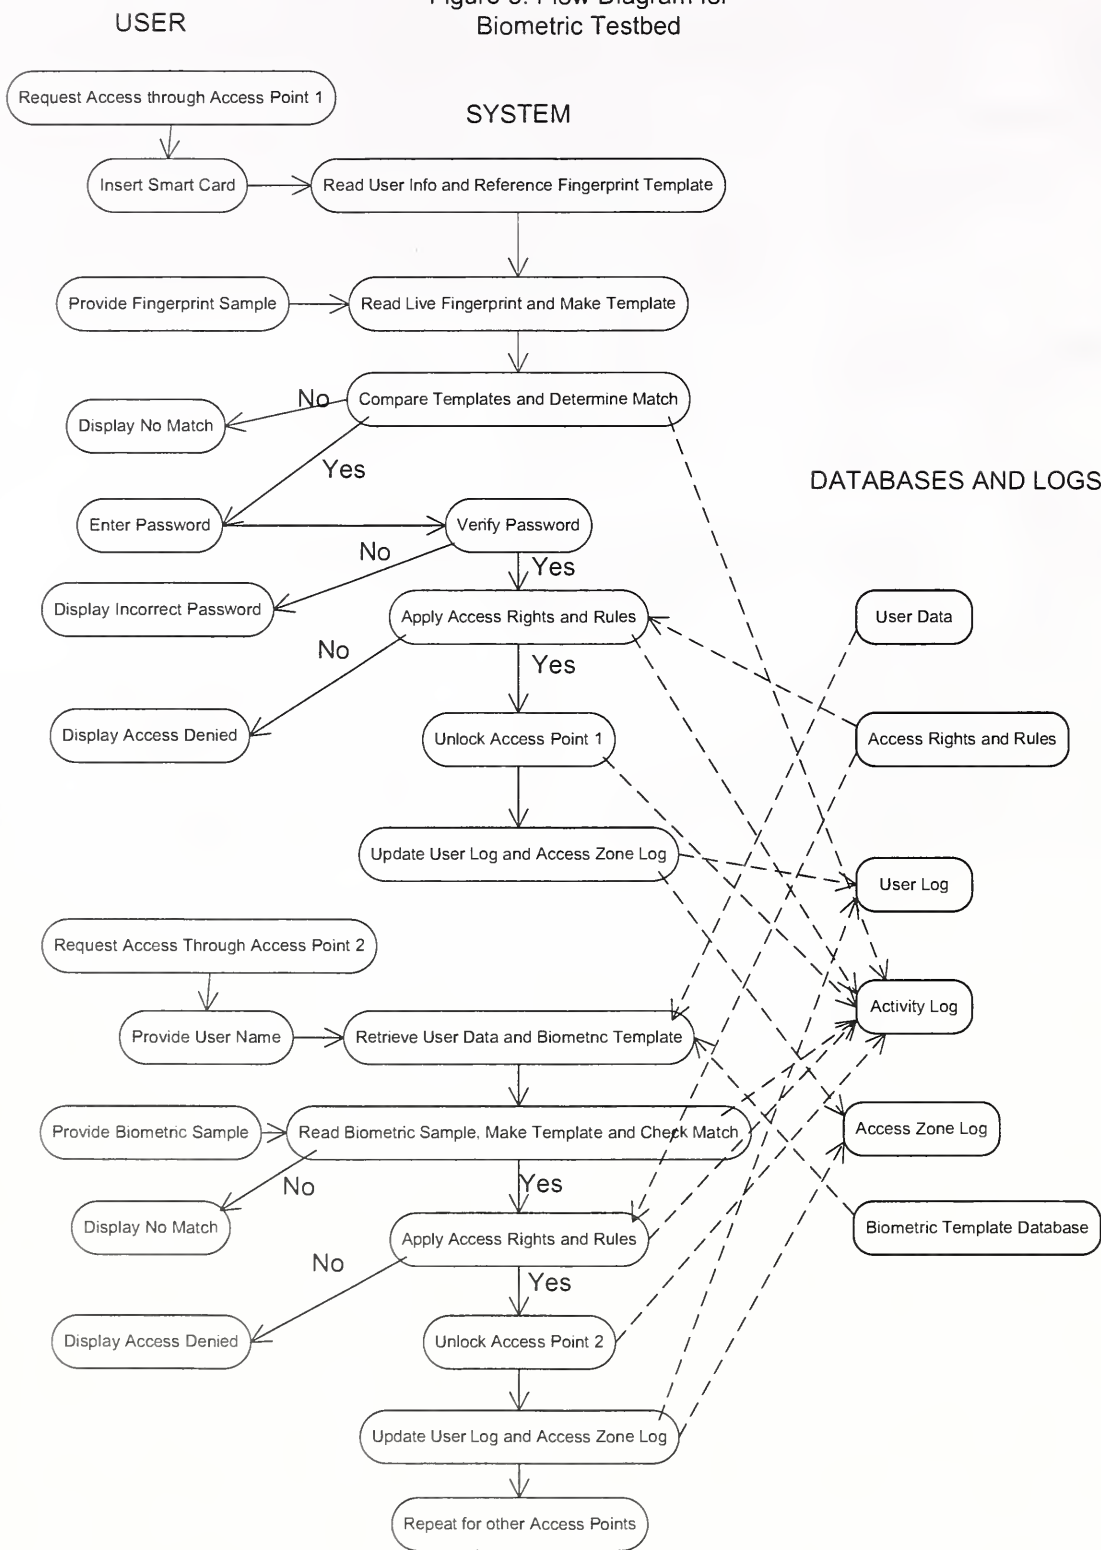 Biometric Testbed
USER
SYSTEM
Request Access through Access Point 1
Insert Smart Card
Read User Info and Reference Fingerprint Template
Provide Fingerprint Sample
Read Live Fingerprint and Make Template
Compare Templates and Determine Match
No
Display No Match
Yes
DATABASES AND LOGS
Enter Password
Verify Password
No
Yes
Display Incorrect Password
Apply Access Rights and Rules
User Data
No
Yes
Display Access Denied
Unlock Access Point 1
Access Rights and Rules
Update User Log and Access Zone Log
User Log
Request Access Through Access Point 2
Activity Log
Provide User Name
Retrieve User Data and Biometric Template
Provide Biometric Sample
Read Biometric Sample, Make Template and Check Match
Access Zone Log
No
Yes
Display No Match
Apply Access Rights and Rules
Biometric Template Database
No
Yes
Display Access Denied
Unlock Access Point 2
Update User Log and Access Zone Log
Repeat for other Access Points